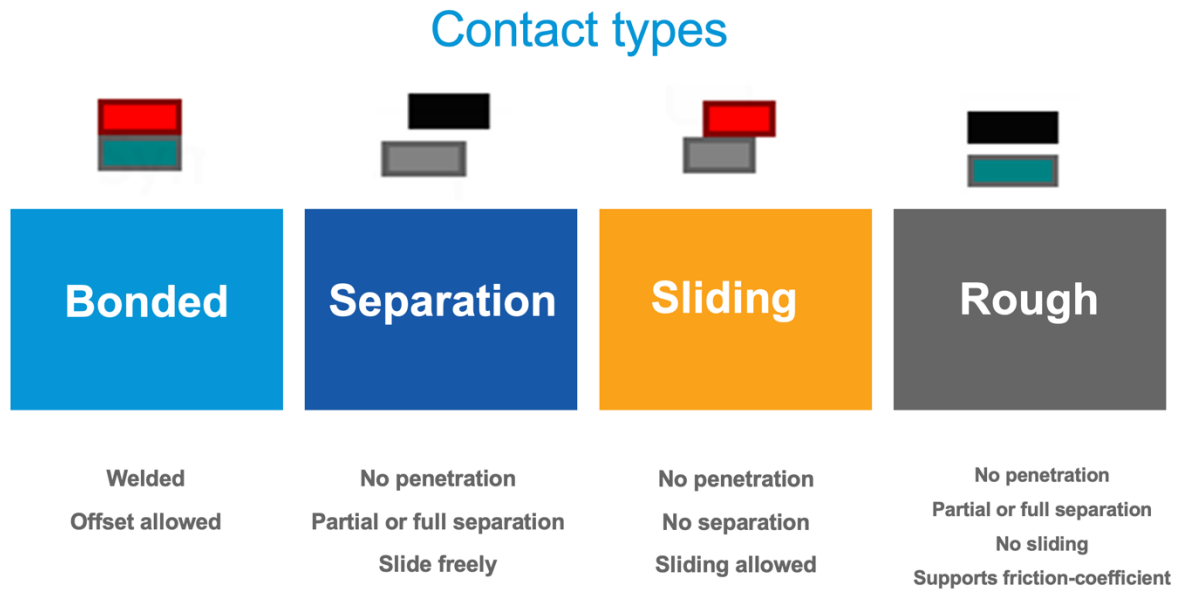 Contact types
Bonded
Separation
Sliding
Rough
Welded
Offset allowed
No penetration
Partial or full separation
Slide freely
No penetration
No separation
Sliding allowed
No penetration
Partial or full separation
No sliding
Supports friction-coefficient